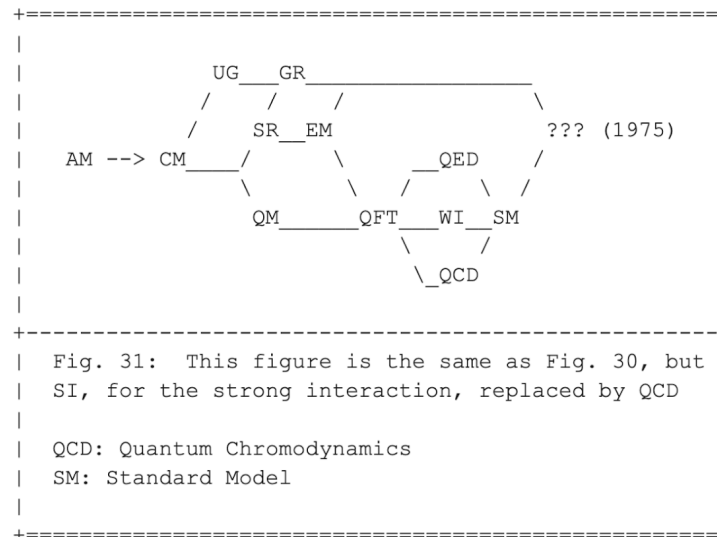 UG___GR_________________
SR__EM ??? (1975)
AM --> CM____/ __QED
QM______QFT___WI__SM
\_QCD
Fig. 31:  This figure is the same as Fig. 30, but
SI, for the strong interaction, replaced by QCD
QCD: Quantum Chromodynamics
SM: Standard Model